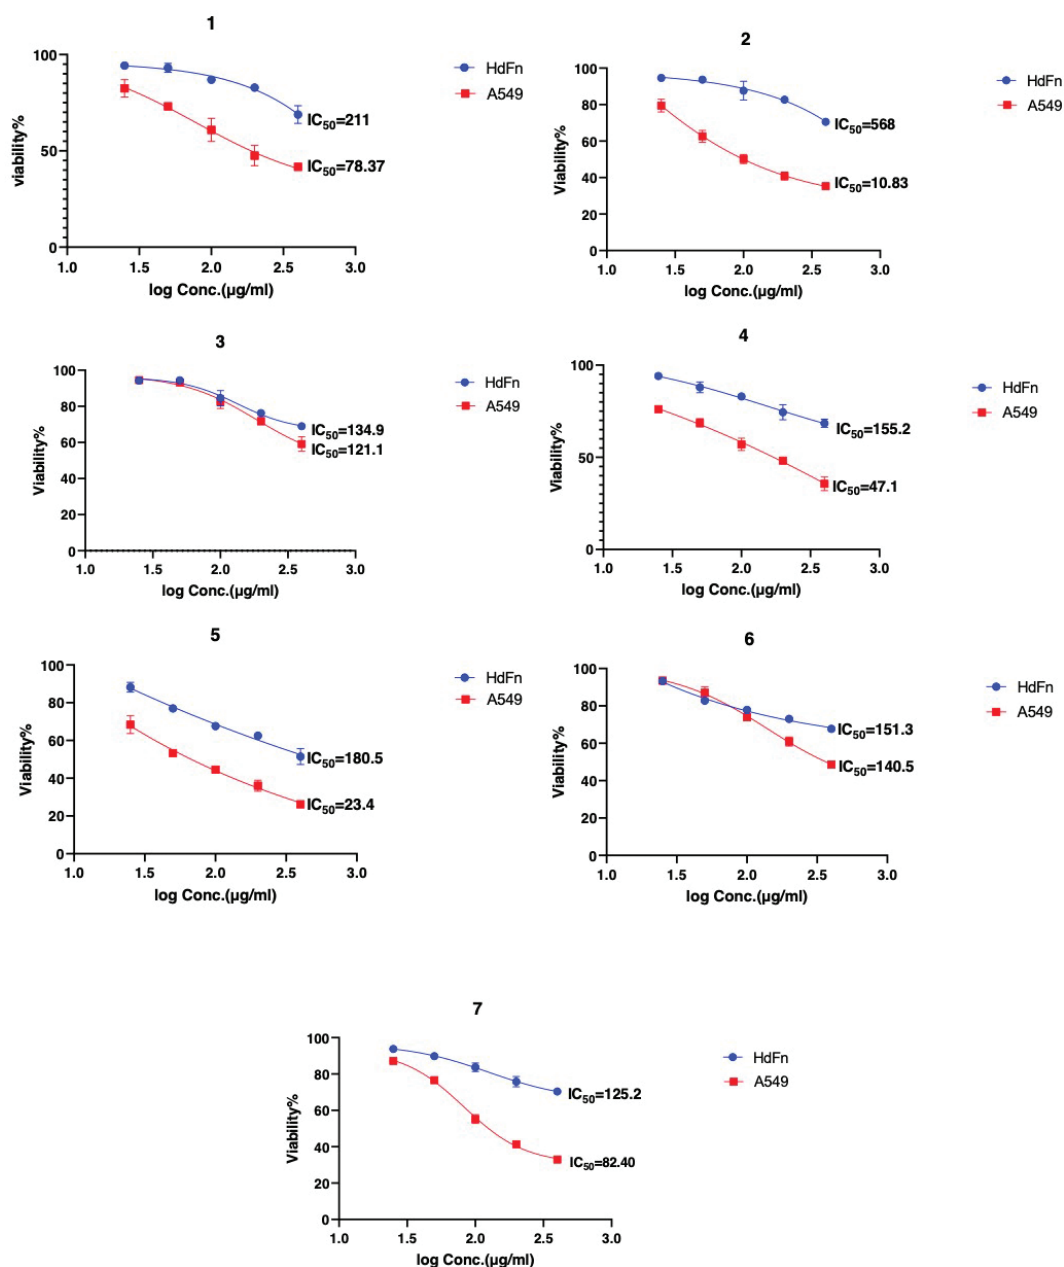 1
100
50
0
viability%
1.0 1.5 2.0 2.5 3.0
log Conc.(µg/ml)
HdFn
A549
IC50=211
IC50=78.37
2
100
80
60
40
20
0
Viability%
1.0 1.5 2.0 2.5 3.0
log Conc.(µg/ml)
HdFn
A549
IC50=568
IC50=10.83
3
100
80
60
40
20
0
Viability%
1.0 1.5 2.0 2.5 3.0
log Conc.(µg/ml)
HdFn
A549
IC50=134.9
IC50=121.1
4
100
50
0
Viability%
1.0 1.5 2.0 2.5 3.0
log Conc.(µg/ml)
HdFn
A549
IC50=155.2
IC50=47.1
5
100
80
60
40
20
0
Viability%
1.0 1.5 2.0 2.5 3.0
log Conc.(µg/ml)
HdFn
A549
IC50=180.5
IC50=23.4
6
100
80
60
40
20
0
Viability%
1.0 1.5 2.0 2.5 3.0
log Conc.(µg/ml)
HdFn
A549
IC50=151.3
IC50=140.5
7
100
80
60
40
20
0
Viability%
1.0 1.5 2.0 2.5 3.0
log Conc.(µg/ml)
HdFn
A549
IC50=125.2
IC50=82.40